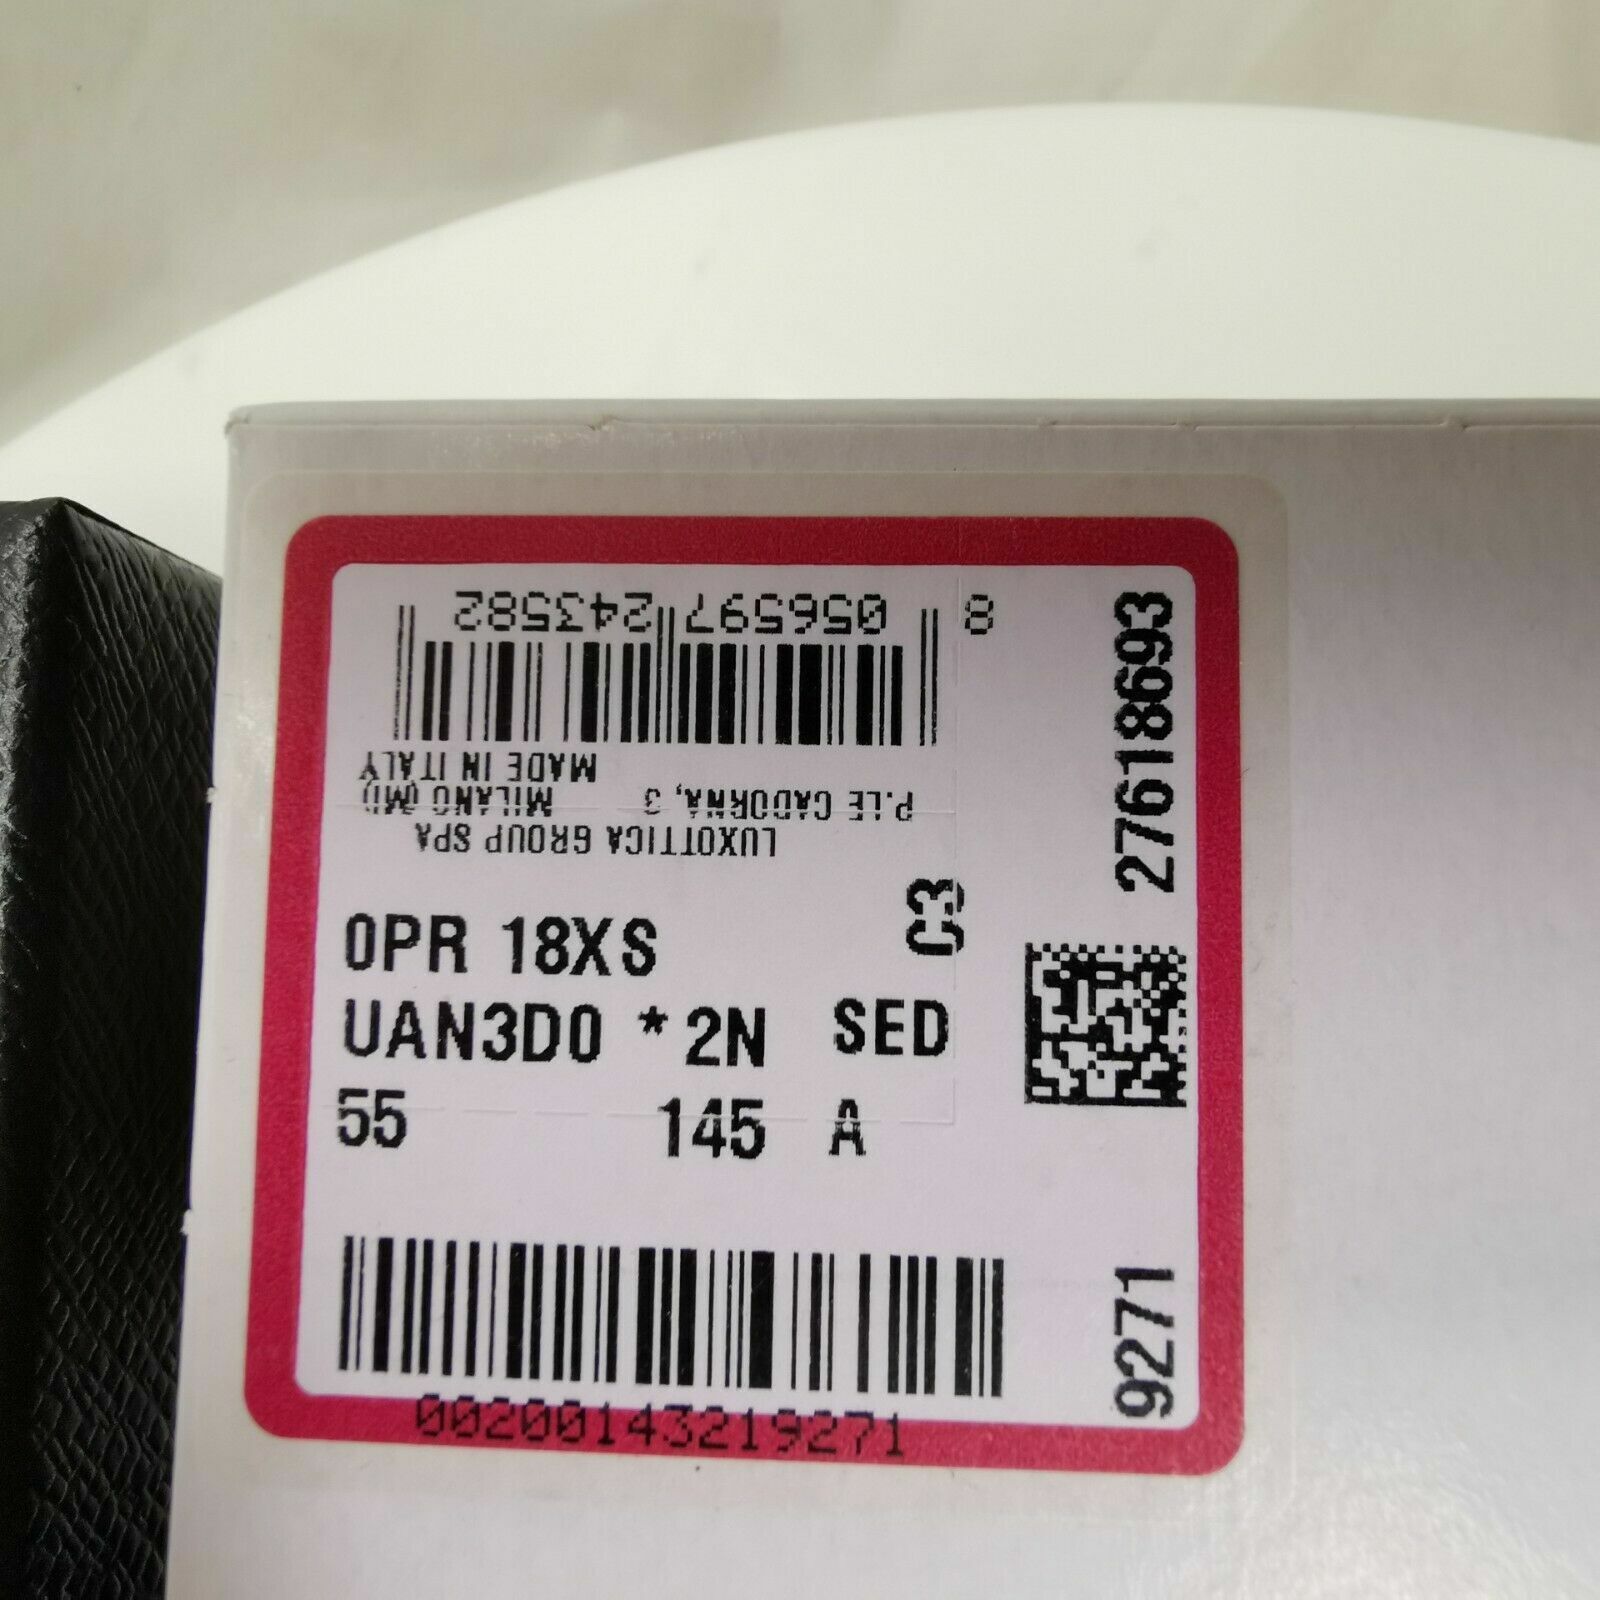 8 056597 243582
MADE IN ITALY
P.LE CADORNA, 3 MILANO (MI)
LUXOTTICA GROUP SPA
C3
0PR 18XS
UAN3D0 * 2N SED
55 145 A
00200143219271
27618693
9271